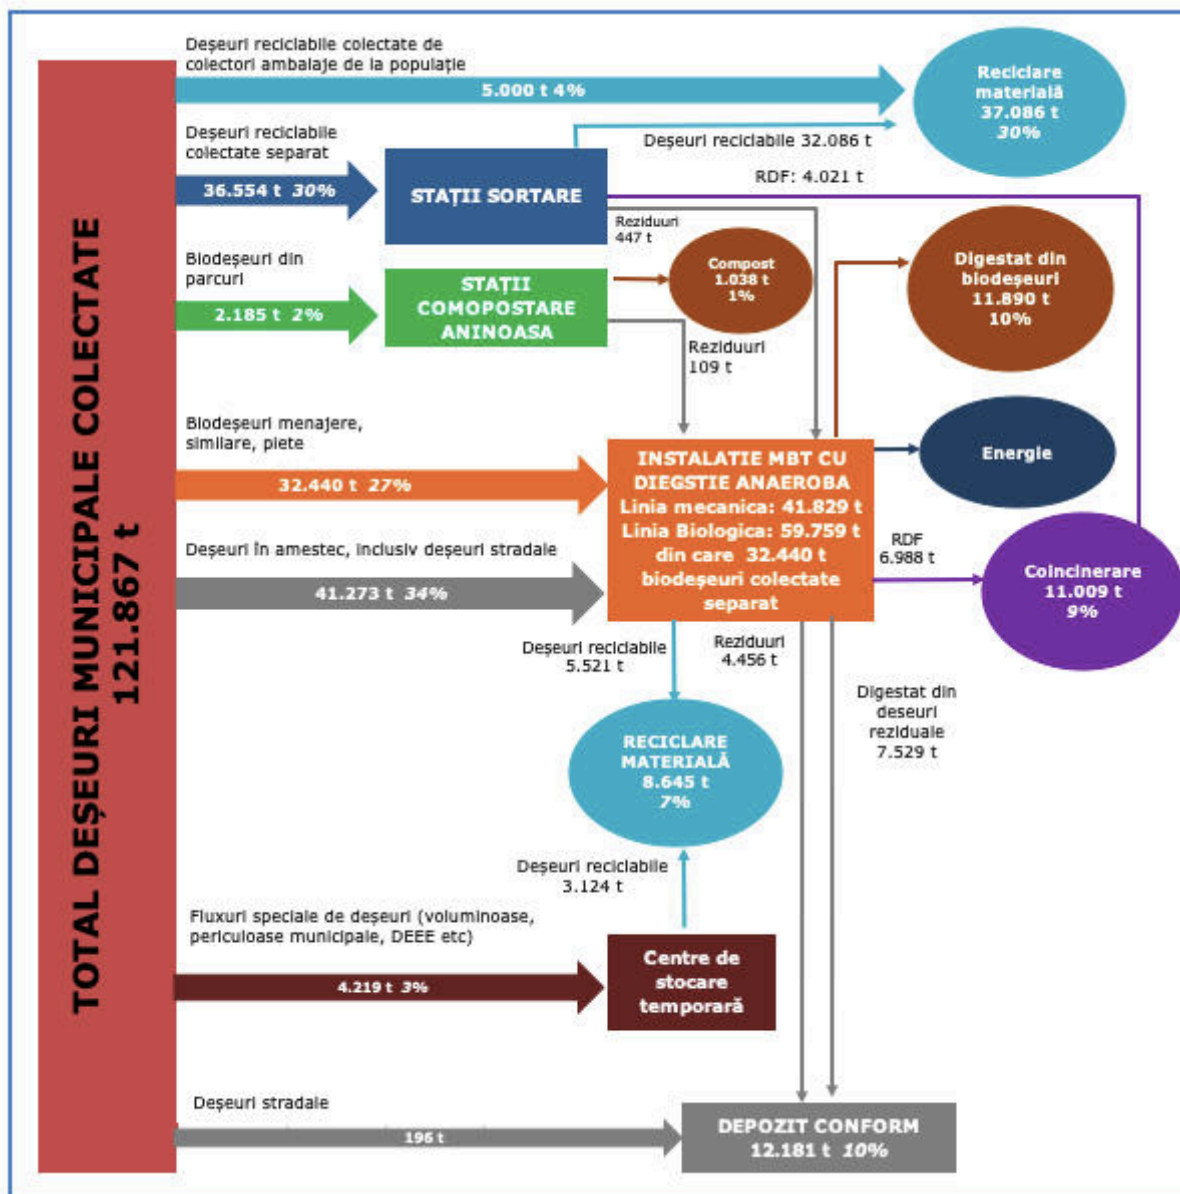 TOTAL DEȘEURI MUNICIPALE COLECTATE
121.867 t
Deșeuri reciclabile colectate de
colectori ambalaje de la populație
5.000 t 4%
Reciclare
materială
37.086 t
30%
Deșeuri reciclabile
colectate separat
36.554 t 30%
STAȚII SORTARE
Deșeuri reciclabile 32.086 t
RDF: 4.021 t
Reziduuri
447 t
Biodeșeuri din
parcuri
2.185 t 2%
STAȚII
COMOPOSTARE
ANINOASA
Compost
1.038 t
1%
Reziduuri
109 t
Digestat din
biodeșeuri
11.890 t
10%
Biodeșeuri menajere,
similare, piete
32.440 t 27%
INSTALATIE MBT CU
DIEGSTIE ANAEROBA
Linia mecanica: 41.829 t
Linia Biologica: 59.759 t
din care 32.440 t
biodeșeuri colectate
separat
Energie
Deșeuri în amestec, inclusiv deșeuri stradale
41.273 t 34%
RDF
6.988 t
Coincinerare
11.009 t
9%
Deșeuri reciclabile
5.521 t
Reziduuri
4.456 t
Digestat din
deseuri
reziduale
7.529 t
RECICLARE
MATERIALĂ
8.645 t
7%
Deșeuri reciclabile
3.124 t
Fluxuri speciale de deșeuri (voluminoase,
periculoase municipale, DEEE etc)
4.219 t 3%
Centre de
stocare
temporară
Deșeuri stradale
196 t
DEPOZIT CONFORM
12.181 t 10%